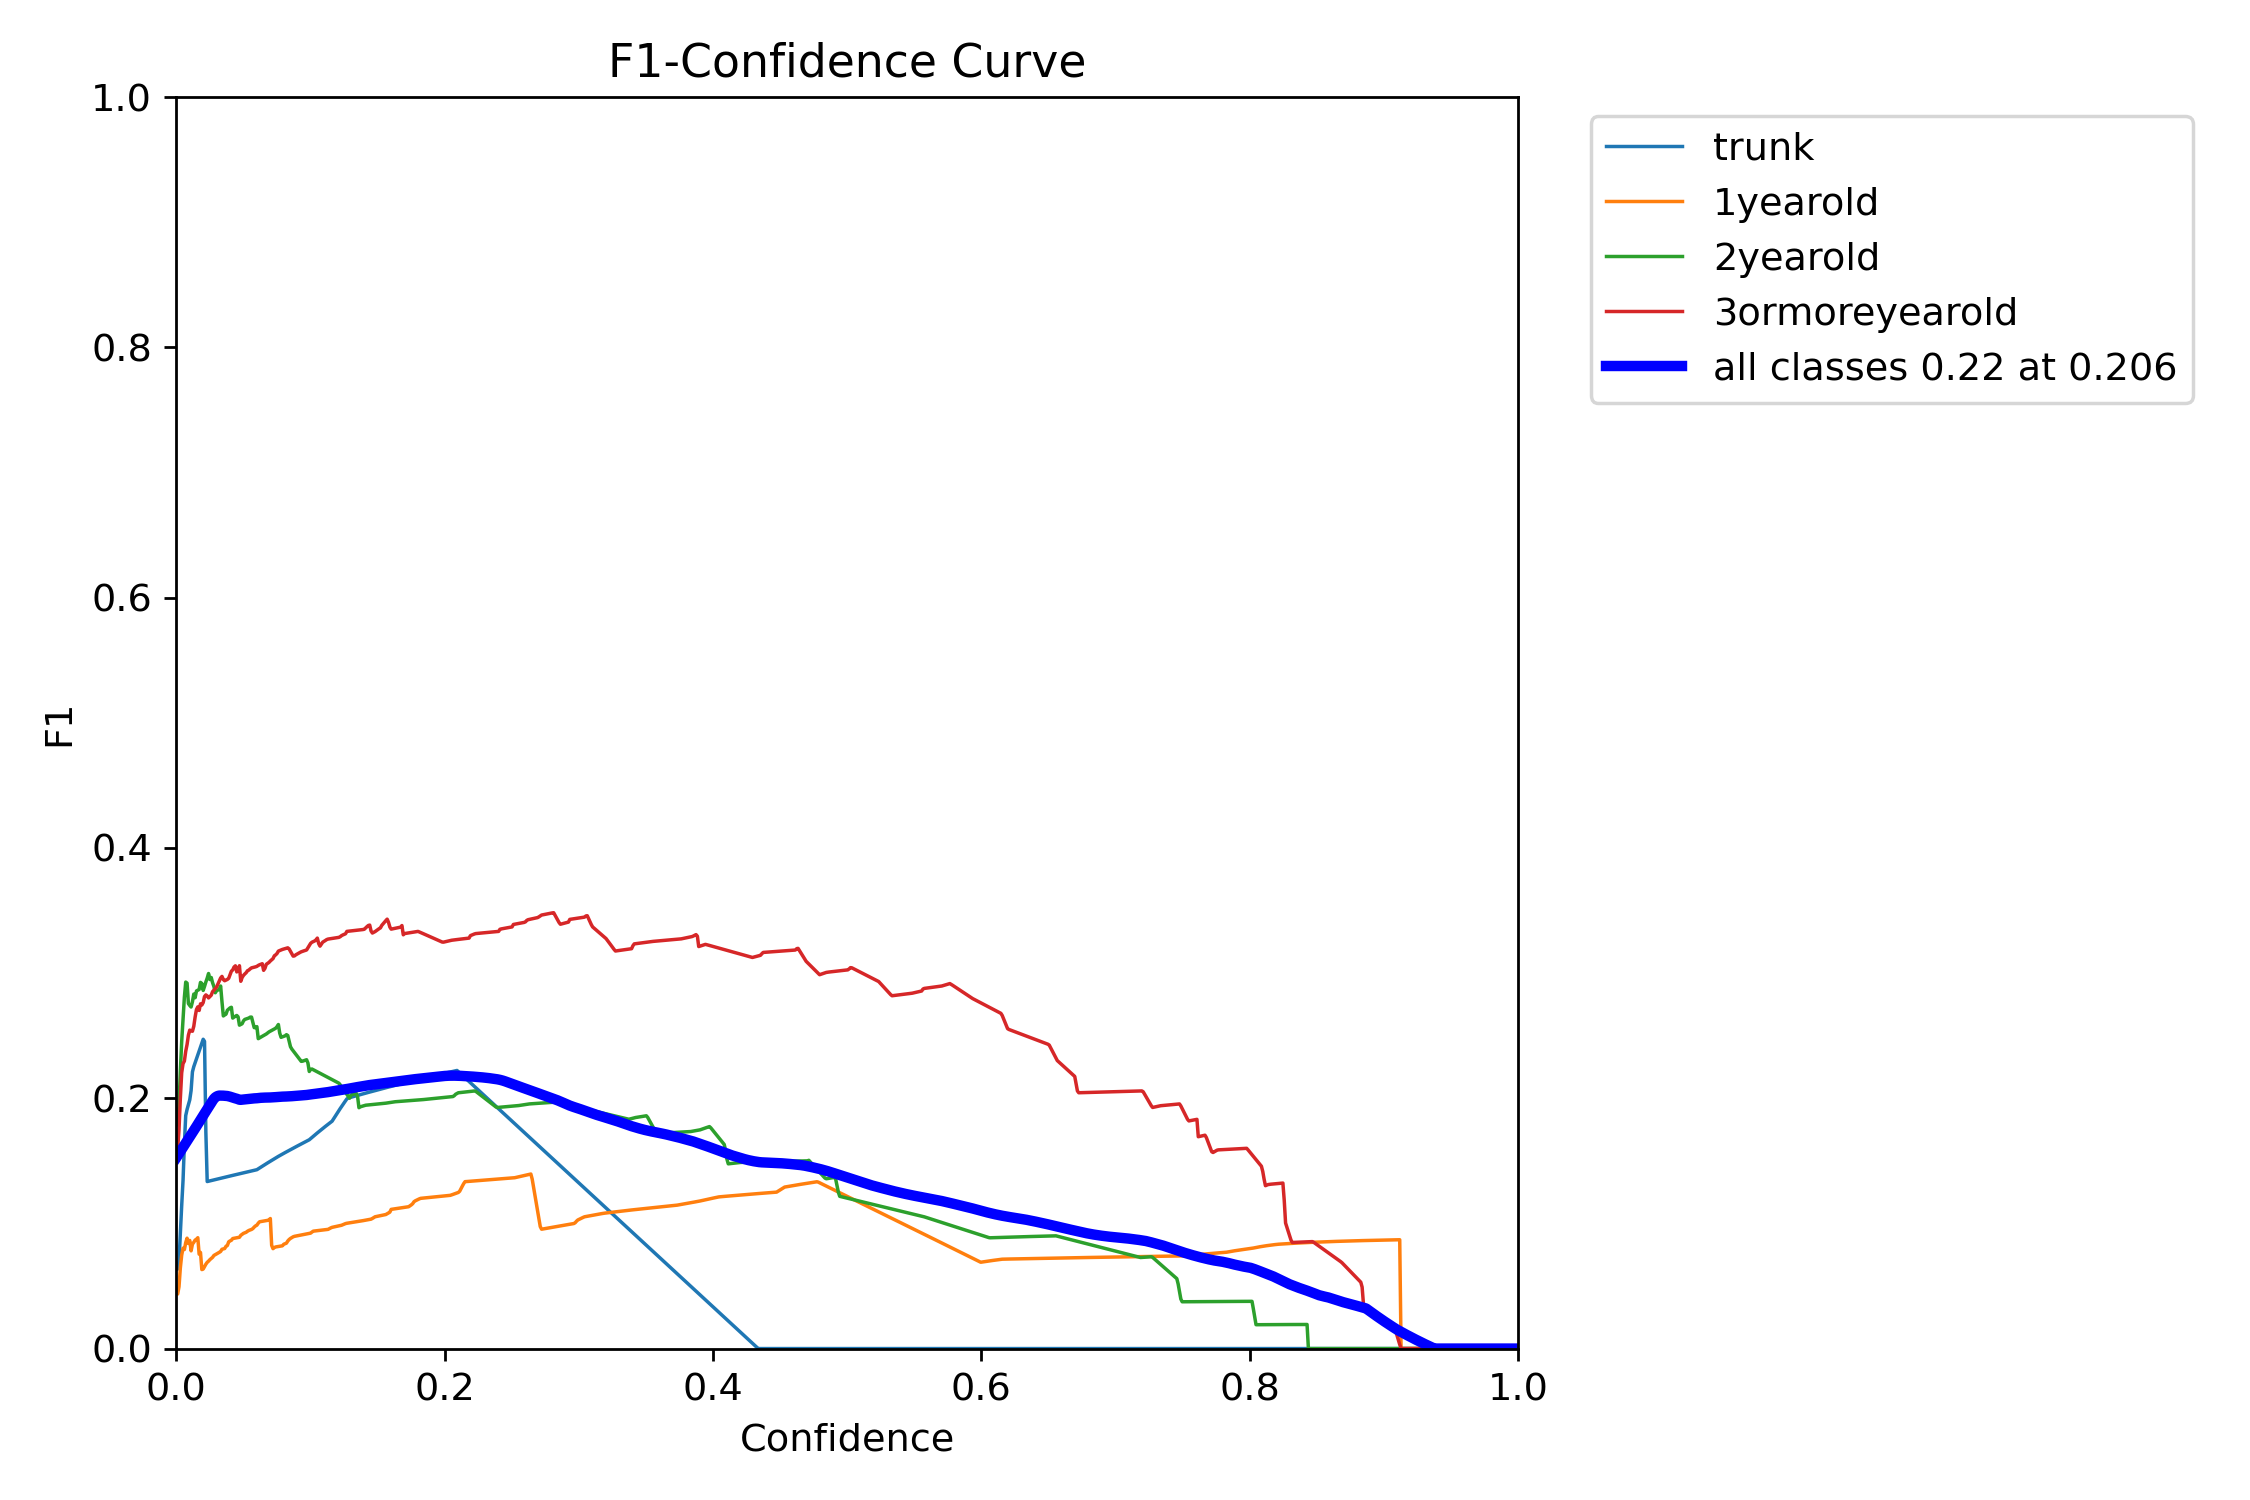 F1-Confidence Curve
1.0
0.8
0.6
0.4
0.2
0.0
F1
0.0 0.2 0.4 0.6 0.8 1.0
Confidence
trunk
1yearold
2yearold
3ormoreyearold
all classes 0.22 at 0.206